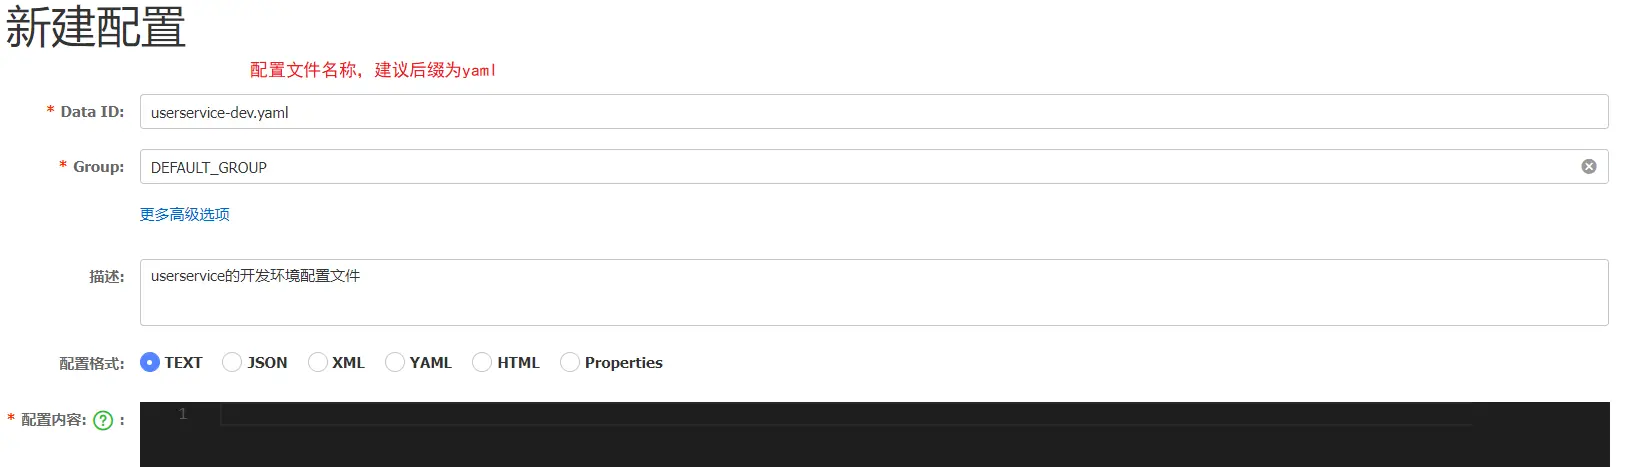 新建配置
配置文件名称，建议后缀为yaml
* Data ID: userservice-dev.yaml
* Group: DEFAULT_GROUP
更多高级选项
描述: userservice的开发环境配置文件
配置格式: TEXT JSON XML YAML HTML Properties
* 配置内容: ? :
1